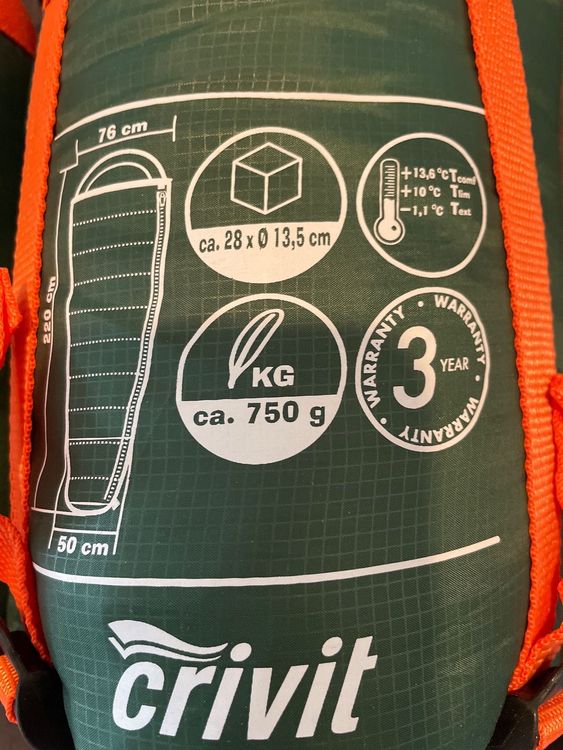 76 cm
220 cm
50 cm
ca. 28 x Ø 13,5 cm
+13,6 °C Tcomf
+10 °C Tlim
-1,1 °C Text
KG
ca. 750 g
WARRANTY • WARRANTY • WARRANTY • WARRANTY •
3 YEAR
crivit